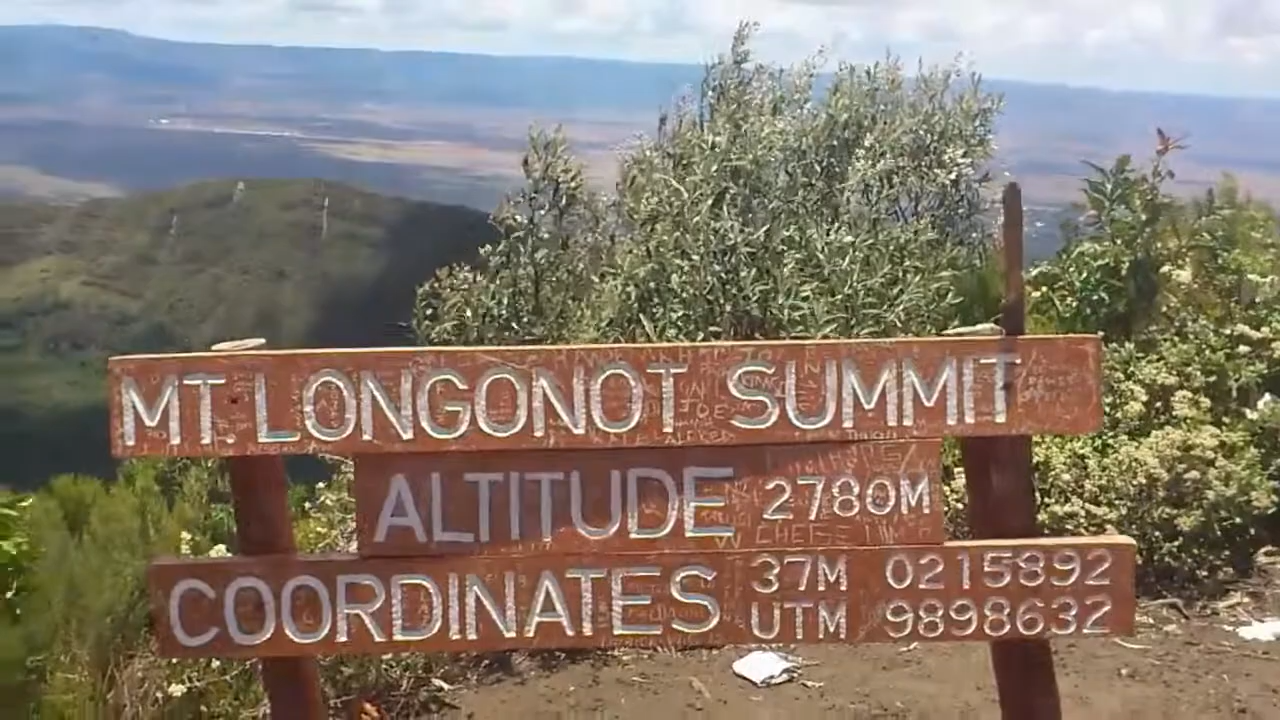 MT. LONGONOT SUMMIT
ALTITUDE 2780M
COORDINATES 37M 0215892
UTM 9898632